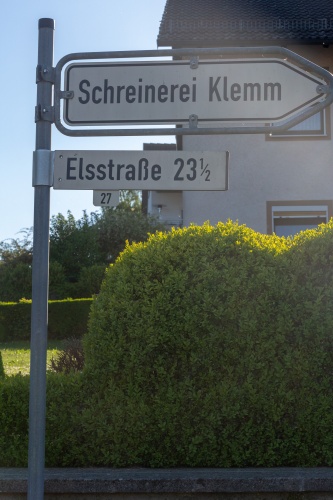 Schreinerei Klemm
Elsstraße 23½
27